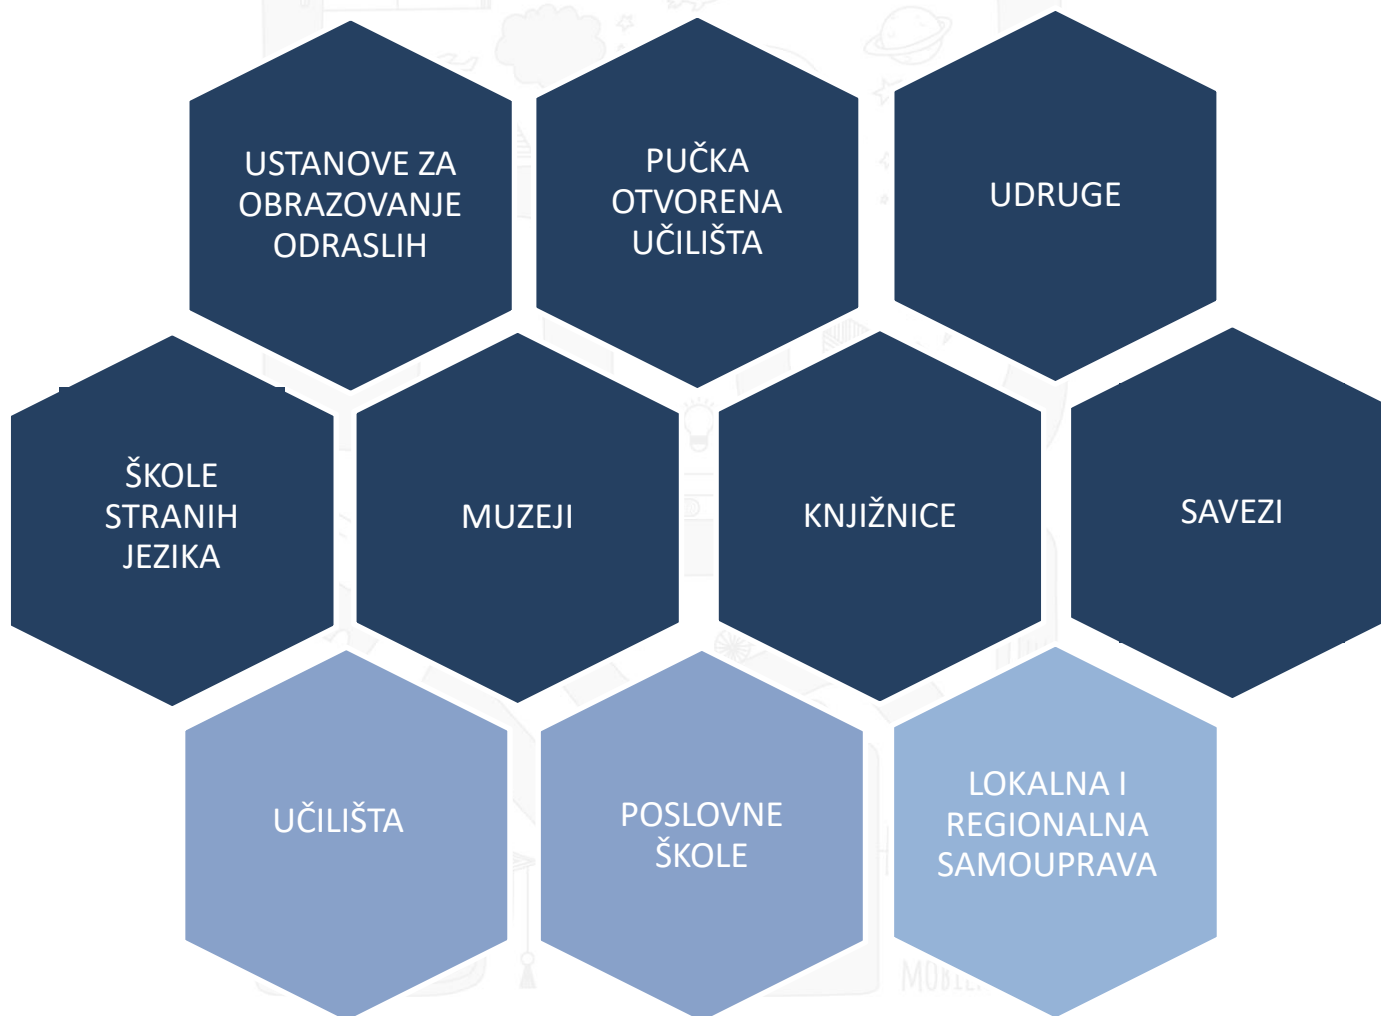 USTANOVE ZA
OBRAZOVANJE
ODRASLIH
PUČKA
OTVORENA
UČILIŠTA
UDRUGE
ŠKOLE
STRANIH
JEZIKA
MUZEJI
KNJIŽNICE
SAVEZI
UČILIŠTA
POSLOVNE
ŠKOLE
LOKALNA I
REGIONALNA
SAMOUPRAVA